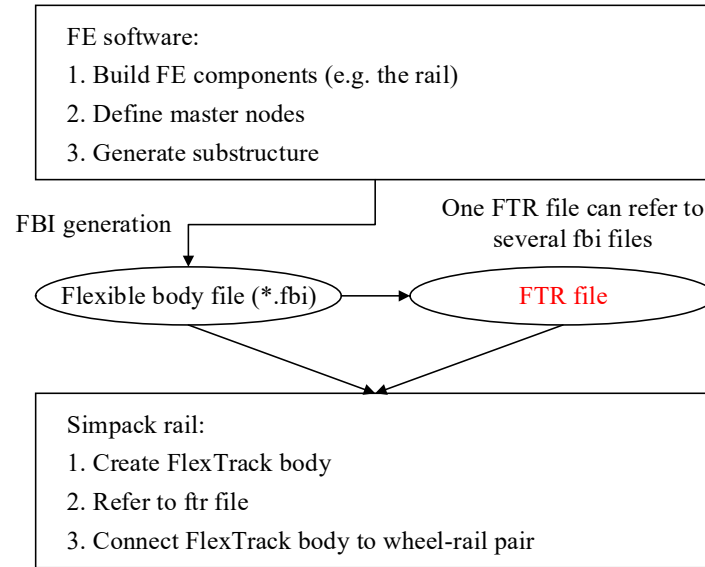 FE software:
1. Build FE components (e.g. the rail)
2. Define master nodes
3. Generate substructure
FBI generation
One FTR file can refer to
several fbi files
Flexible body file (*.fbi)
FTR file
Simpack rail:
1. Create FlexTrack body
2. Refer to ftr file
3. Connect FlexTrack body to wheel-rail pair